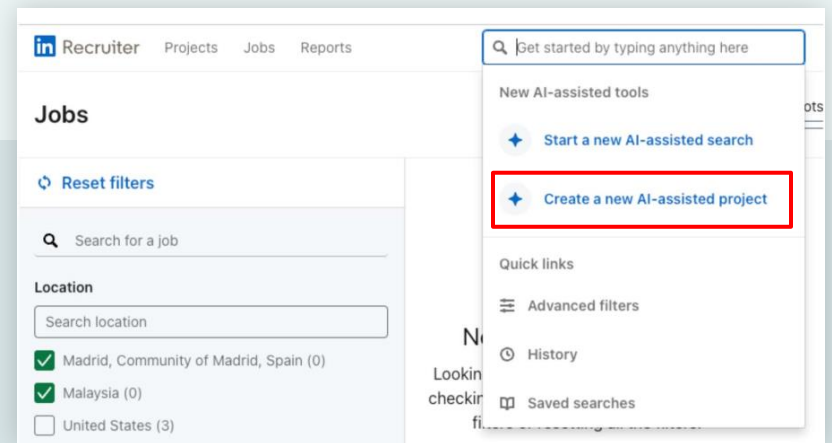 in Recruiter Projects Jobs Reports
Get started by typing anything here
Jobs
Reset filters
Search for a job
Location
Search location
Madrid, Community of Madrid, Spain (0)
Malaysia (0)
United States (3)
New AI-assisted tools
Start a new AI-assisted search
Create a new AI-assisted project
Quick links
Advanced filters
History
Saved searches